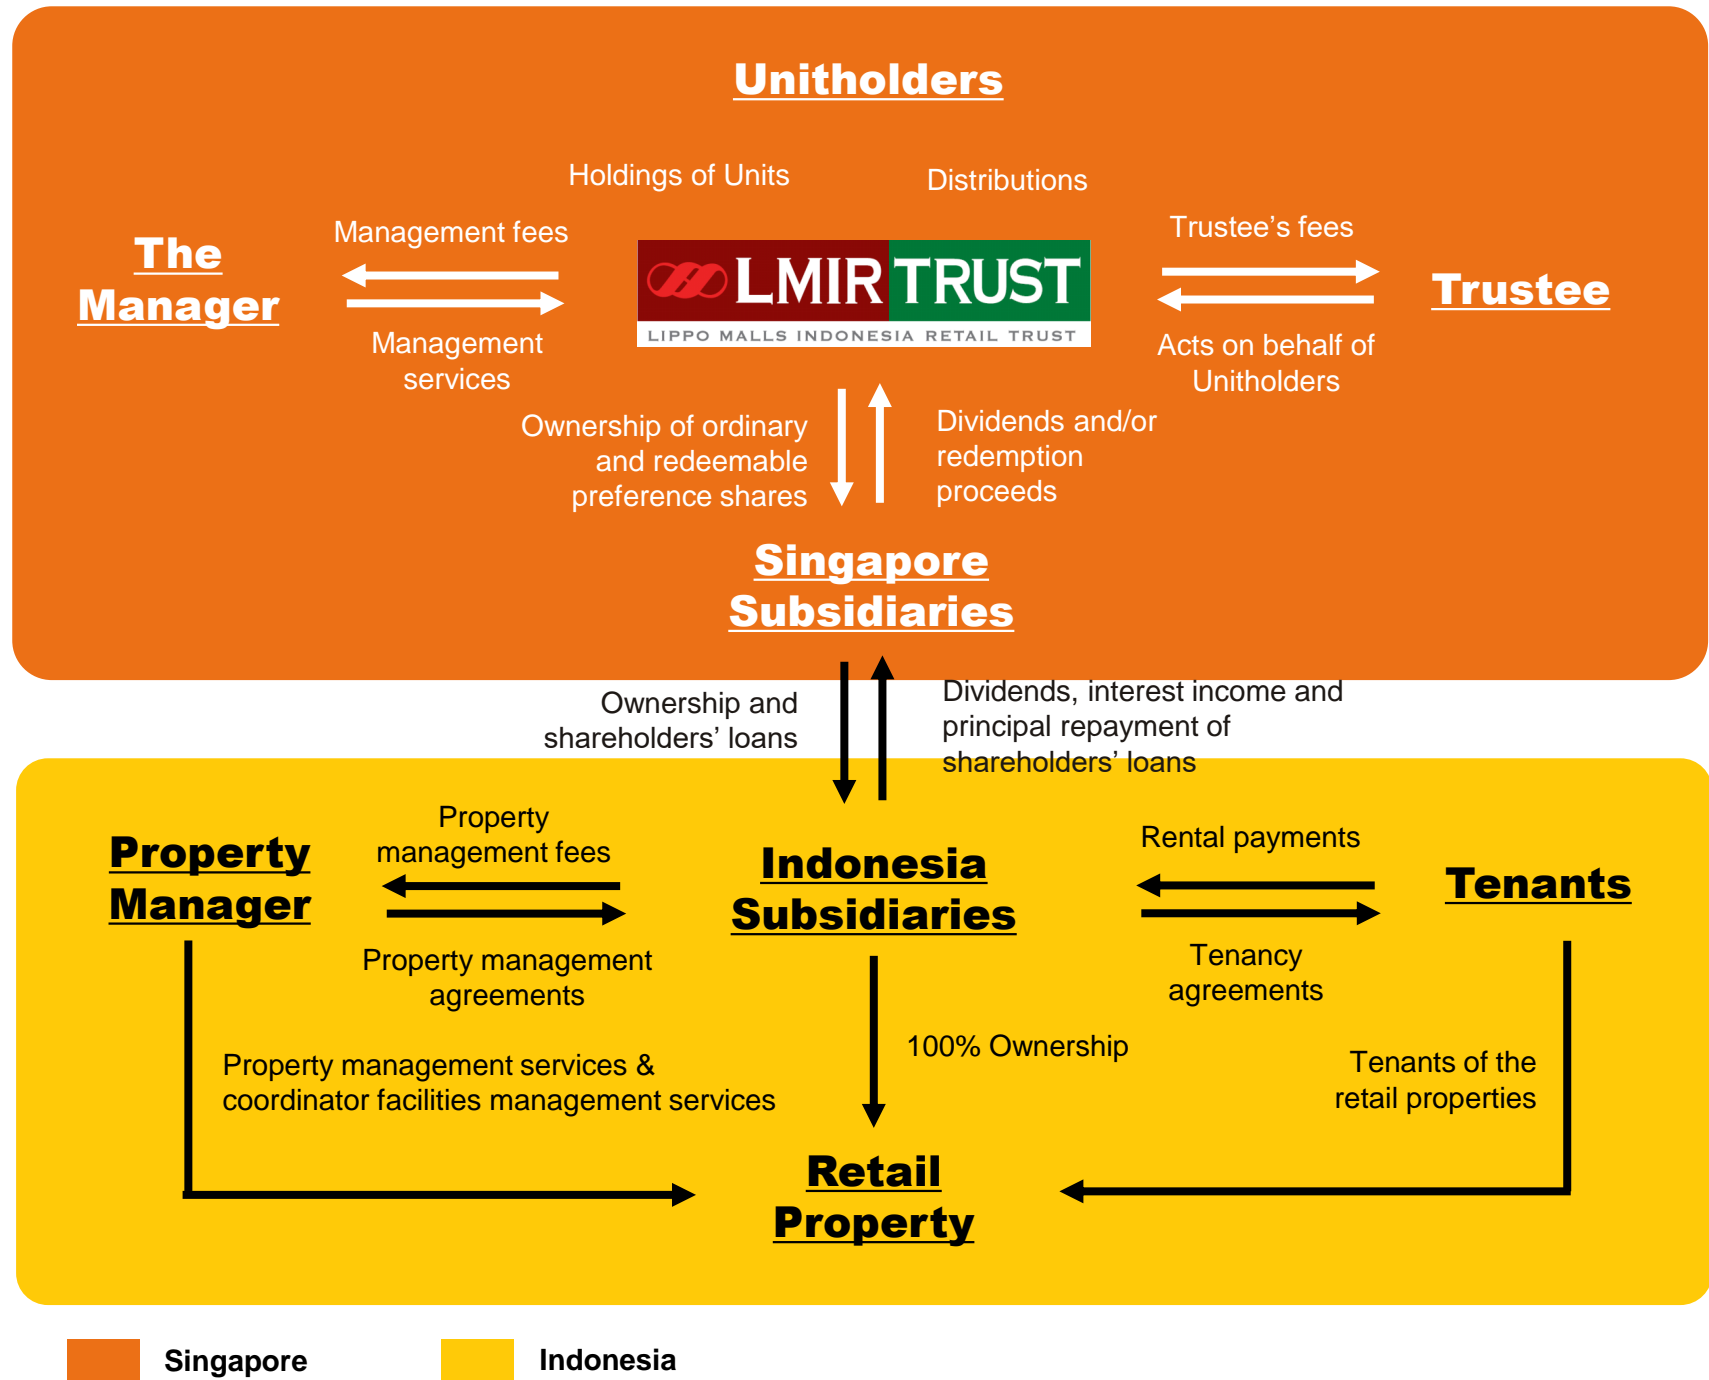 Unitholders
Holdings of Units
Distributions
The
Manager
Management fees
Management
services
LMIR TRUST
LIPPO MALLS INDONESIA RETAIL TRUST
Trustee’s fees
Acts on behalf of
Unitholders
Trustee
Ownership of ordinary
and redeemable
preference shares
Dividends and/or
redemption
proceeds
Singapore
Subsidiaries
Ownership and
shareholders’ loans
Dividends, interest income and
principal repayment of
shareholders’ loans
Property
Manager
Property
management fees
Property management
agreements
Indonesia
Subsidiaries
Rental payments
Tenancy
agreements
Tenants
Property management services &
coordinator facilities management services
100% Ownership
Tenants of the
retail properties
Retail
Property
Singapore
Indonesia